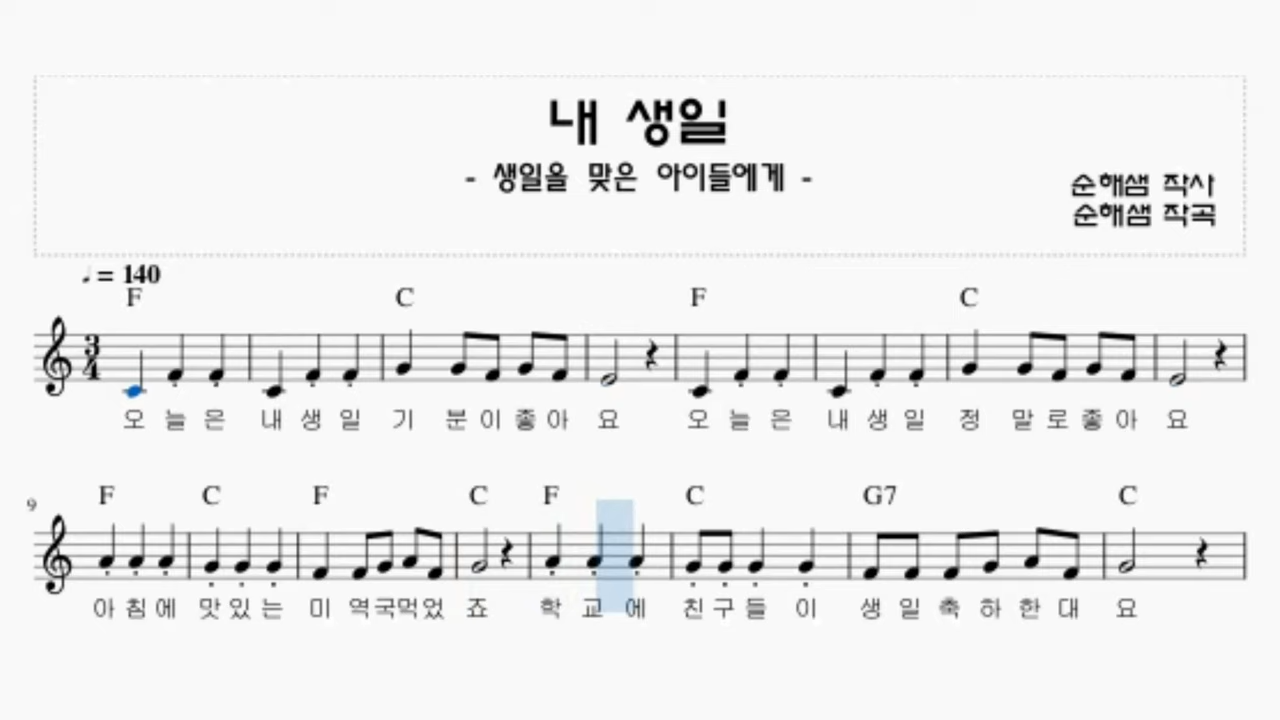 내 생일
- 생일을 맞은 아이들에게 -
순해샘 작사
순해샘 작곡
♩ = 140
F C F C
3
4
오 늘 은 내 생 일 기 분 이 좋 아 요 오 늘 은 내 생 일 정 말 로 좋 아 요
9
F C F C F C G7 C
아 침 에 맛 있 는 미 역 국 먹 었 죠 학 교 에 친 구 들 이 생 일 축 하 한 대 요